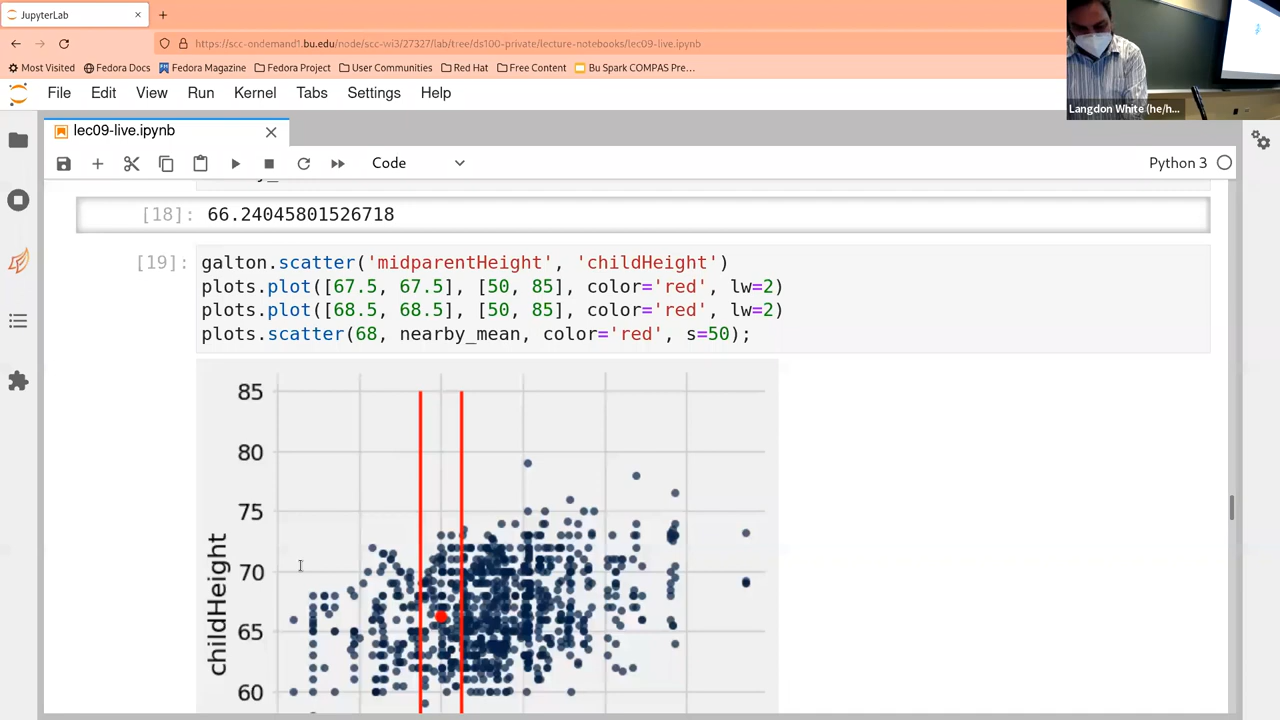 JupyterLab
https://scc-ondemand1.bu.edu/node/scc-wi3/27327/lab/tree/ds100-private/lecture-notebooks/lec09-live.ipynb
Most Visited Fedora Docs Fedora Magazine Fedora Project User Communities Red Hat Free Content Bu Spark COMPAS Pre...
Langdon White (he/h...
File Edit View Run Kernel Tabs Settings Help
lec09-live.ipynb
Code Python 3
[18]: 66.24045801526718
[19]: galton.scatter('midparentHeight', 'childHeight')
plots.plot([67.5, 67.5], [50, 85], color='red', lw=2)
plots.plot([68.5, 68.5], [50, 85], color='red', lw=2)
plots.scatter(68, nearby_mean, color='red', s=50);
85
80
75
70
65
60
childHeight